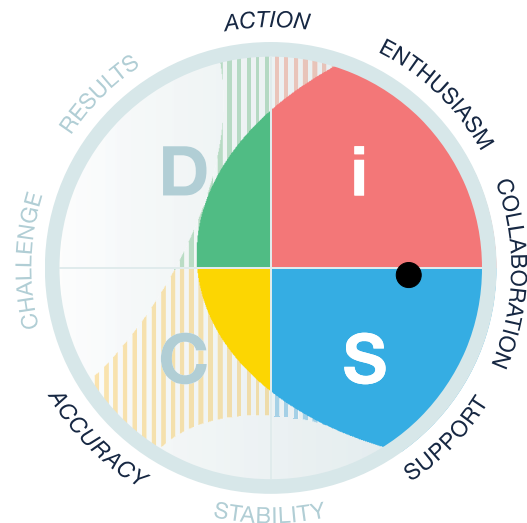 ACTION
ENTHUSIASM
COLLABORATION
SUPPORT
STABILITY
ACCURACY
CHALLENGE
RESULTS
D
i
C
S